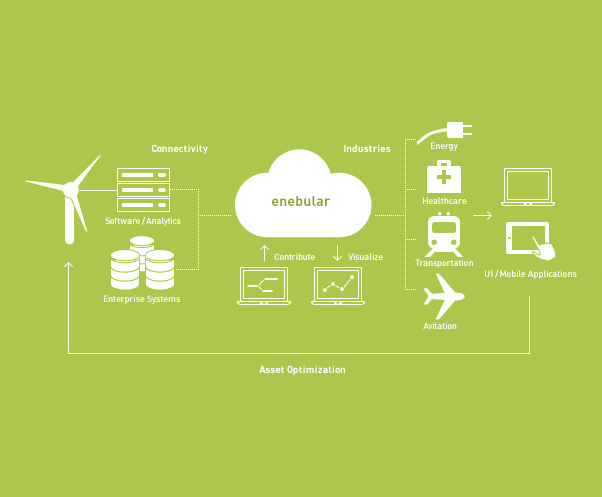 Connectivity
Industries
Energy
enebular
Healthcare
Software/Analytics
Contribute
Visualize
Transportation
UI/Mobile Applications
Enterprise Systems
Avitation
Asset Optimization